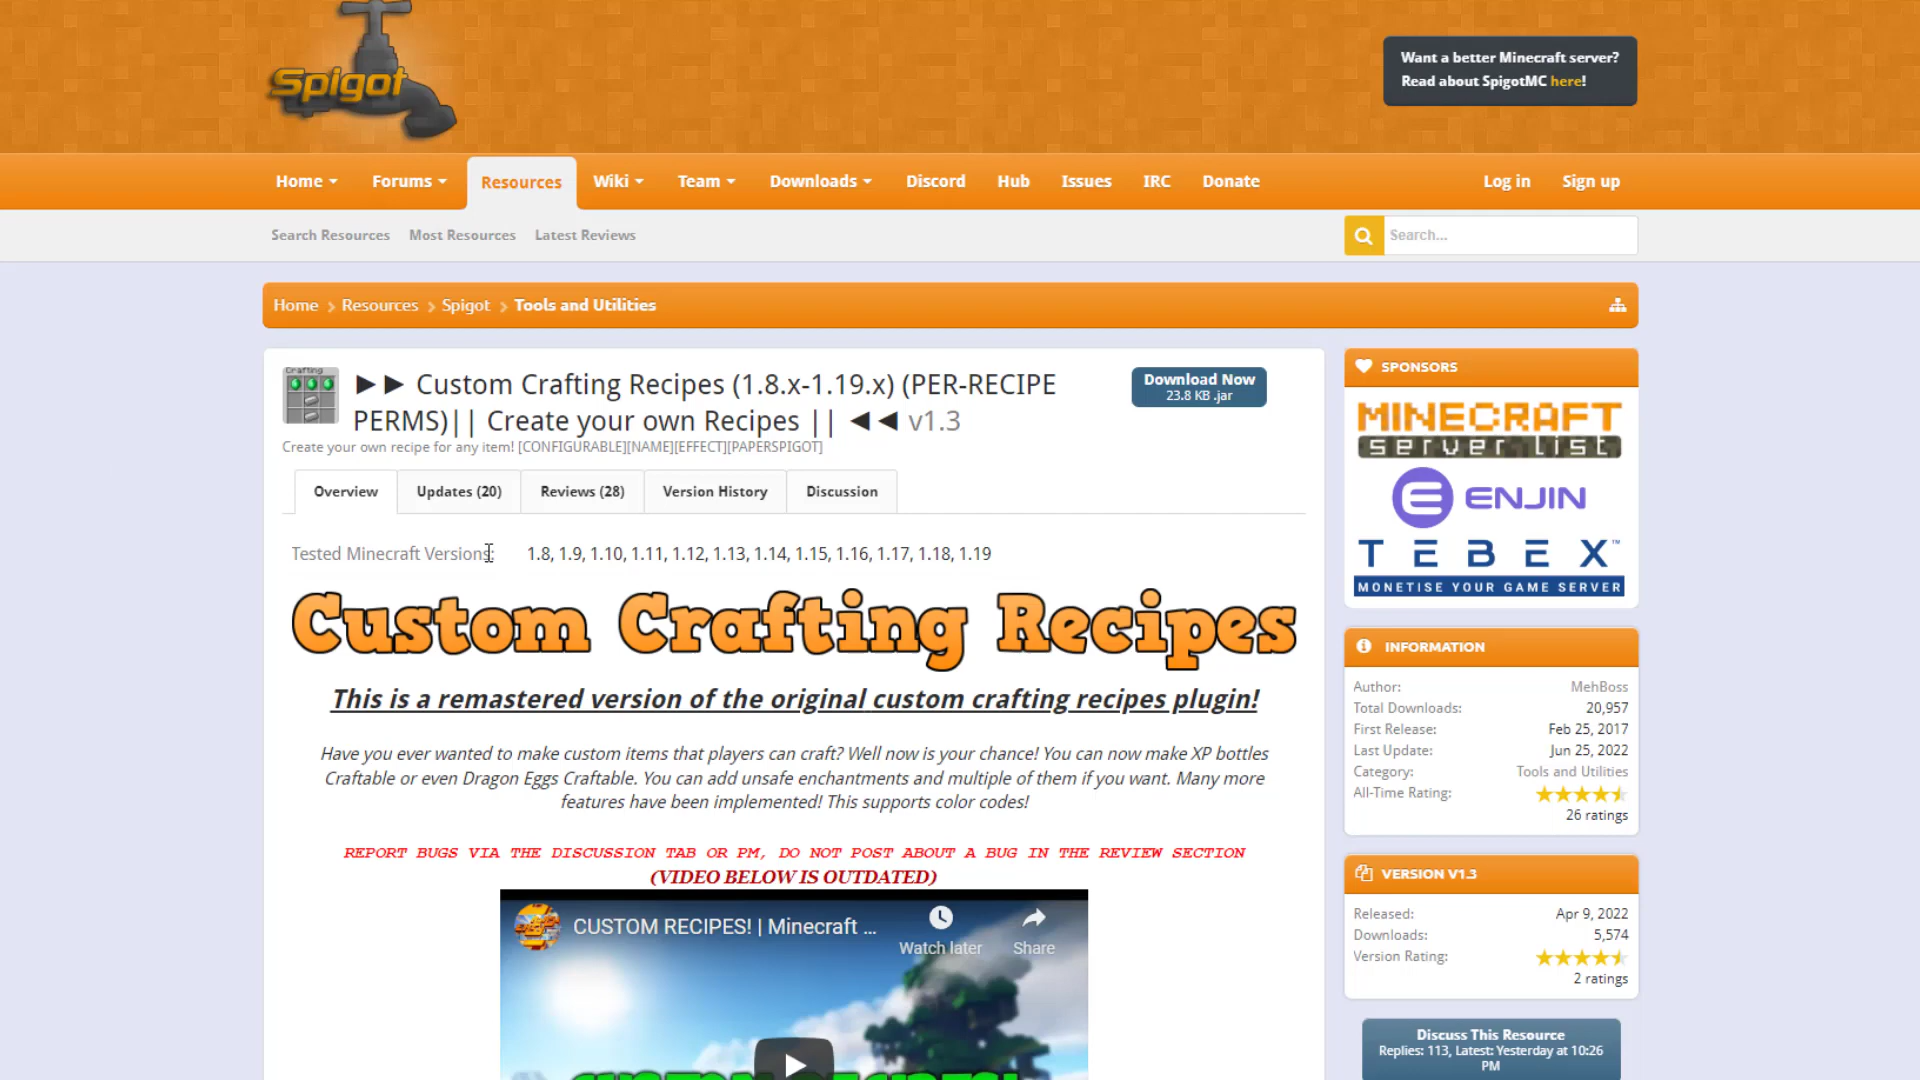 Spigot
Want a better Minecraft server?
Read about SpigotMC here!
Home
Forums
Resources
Wiki
Team
Downloads
Discord
Hub
Issues
IRC
Donate
Log in
Sign up
Search Resources
Most Resources
Latest Reviews
Search...
Home
Resources
Spigot
Tools and Utilities
Crafting
►► Custom Crafting Recipes (1.8.x-1.19.x) (PER-RECIPE
PERMS)|| Create your own Recipes || ◄◄ v1.3
Create your own recipe for any item! [CONFIGURABLE][NAME][EFFECT][PAPERSPIGOT]
Download Now
23.8 KB .jar
Overview
Updates (20)
Reviews (28)
Version History
Discussion
Tested Minecraft Versions: 1.8, 1.9, 1.10, 1.11, 1.12, 1.13, 1.14, 1.15, 1.16, 1.17, 1.18, 1.19
Custom Crafting Recipes
This is a remastered version of the original custom crafting recipes plugin!
Have you ever wanted to make custom items that players can craft? Well now is your chance! You can now make XP bottles
Craftable or even Dragon Eggs Craftable. You can add unsafe enchantments and multiple of them if you want. Many more
features have been implemented! This supports color codes!
REPORT BUGS VIA THE DISCUSSION TAB OR PM, DO NOT POST ABOUT A BUG IN THE REVIEW SECTION
(VIDEO BELOW IS OUTDATED)
CUSTOM RECIPES! | Minecraft ...
Watch later
Share
SPONSORS
MINECRAFT
server list
ENJIN
TEBEX™
MONETISE YOUR GAME SERVER
INFORMATION
Author: MehBoss
Total Downloads: 20,957
First Release: Feb 25, 2017
Last Update: Jun 25, 2022
Category: Tools and Utilities
All-Time Rating:
26 ratings
VERSION V1.3
Released: Apr 9, 2022
Downloads: 5,574
Version Rating:
2 ratings
Discuss This Resource
Replies: 113, Latest: Yesterday at 10:26
PM